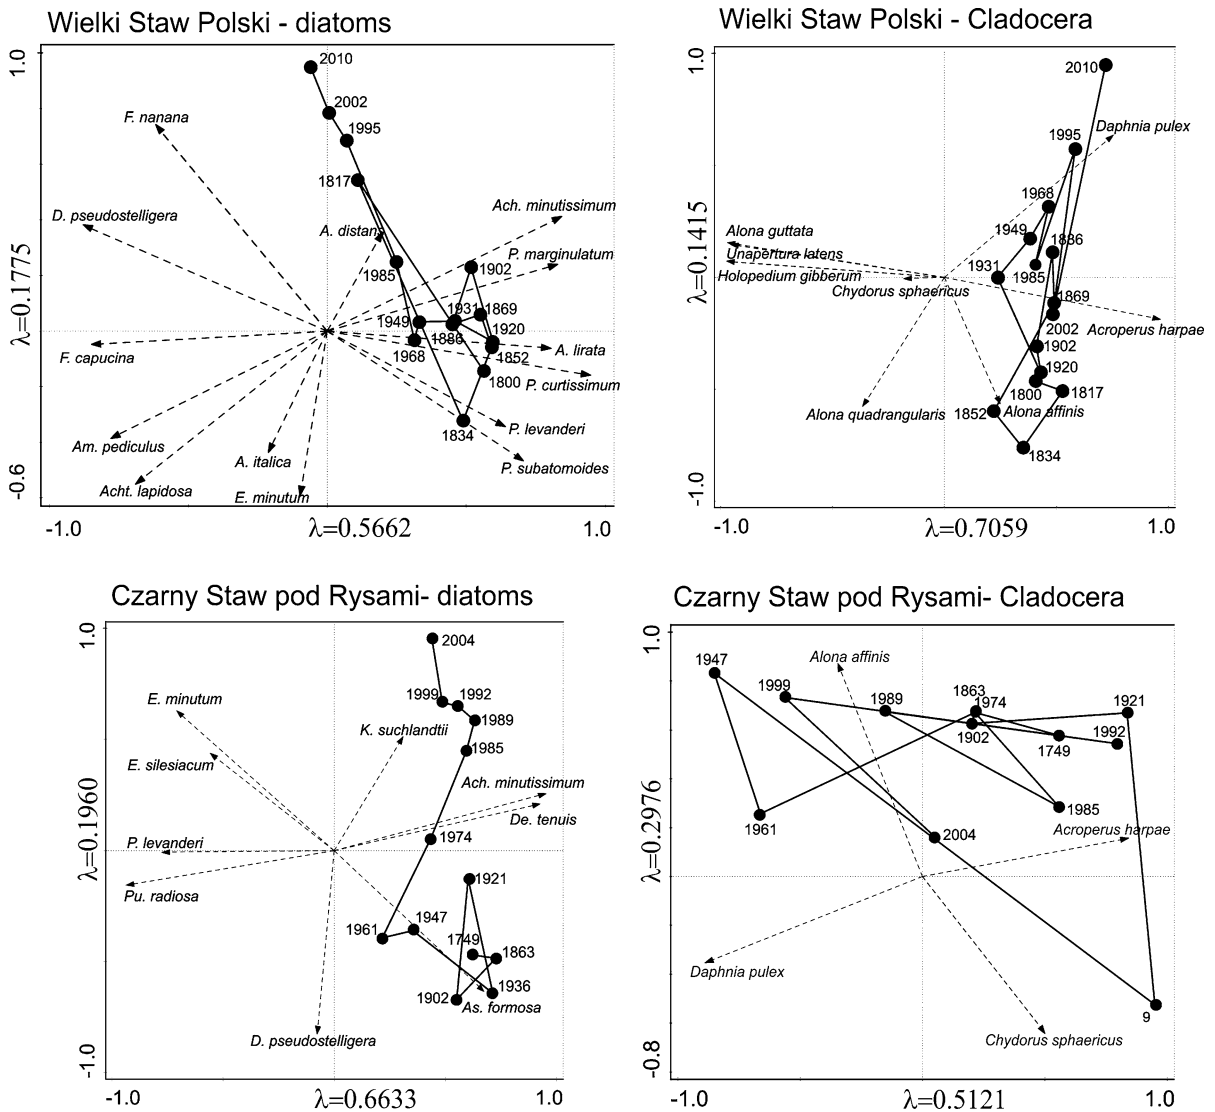 Wielki Staw Polski - diatoms
1.0
2010
2002
F. nanana
1995
1817
D. pseudostelligera
Ach. minutissimum
A. distans
P. marginulatum
1985
1902
λ=0.1775
1931
1869
1949
1886
1920
1968
1852
A. lirata
F. capucina
1800
P. curtissimum
1834
P. levanderi
Am. pediculus
A. italica
P. subatomoides
Acht. lapidosa
E. minutum
-0.6
-1.0
λ=0.5662
1.0
Wielki Staw Polski - Cladocera
1.0
2010
1995
Daphnia pulex
1968
Alona guttata
1949
1886
Unapertura latens
1931
1985
Holopedium gibberum
Chydorus sphaericus
λ=0.1415
1869
2002
Acroperus harpae
1902
1920
1800
1817
Alona quadrangularis
1852
Alona affinis
1834
-1.0
-1.0
λ=0.7059
1.0
Czarny Staw pod Rysami- diatoms
1.0
2004
E. minutum
1999
1992
1989
K. suchlandtii
1985
E. silesiacum
Ach. minutissimum
De. tenuis
λ=0.1960
1974
P. levanderi
1921
Pu. radiosa
1961
1947
1749
1863
1936
1902
As. formosa
D. pseudostelligera
-1.0
-1.0
λ=0.6633
1.0
Czarny Staw pod Rysami- Cladocera
1.0
Alona affinis
1947
1999
1989
1863
1974
1921
1902
1749
1992
1985
1961
2004
Acroperus harpae
λ=0.2976
Daphnia pulex
9
Chydorus sphaericus
-0.8
-1.0
λ=0.5121
1.0